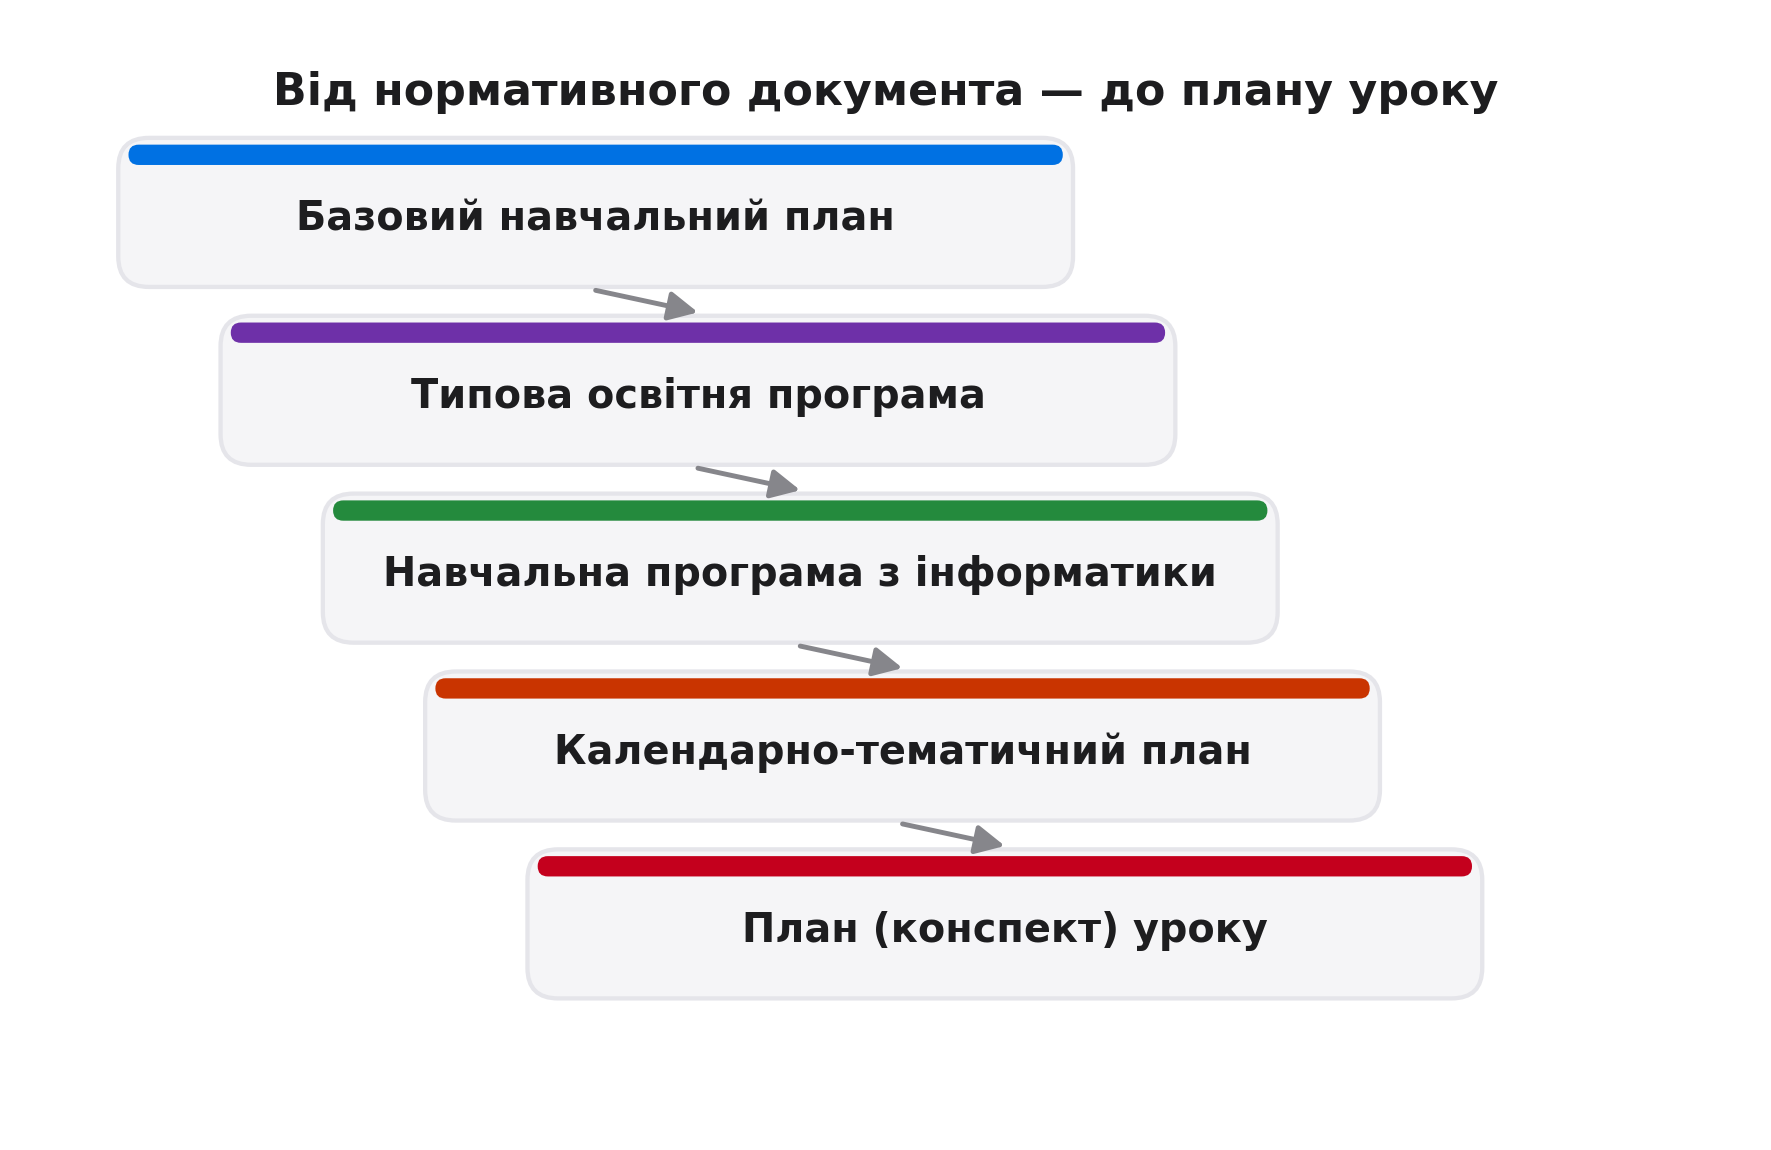 Від нормативного документа — до плану уроку
Базовий навчальний план
Типова освітня програма
Навчальна програма з інформатики
Календарно-тематичний план
План (конспект) уроку